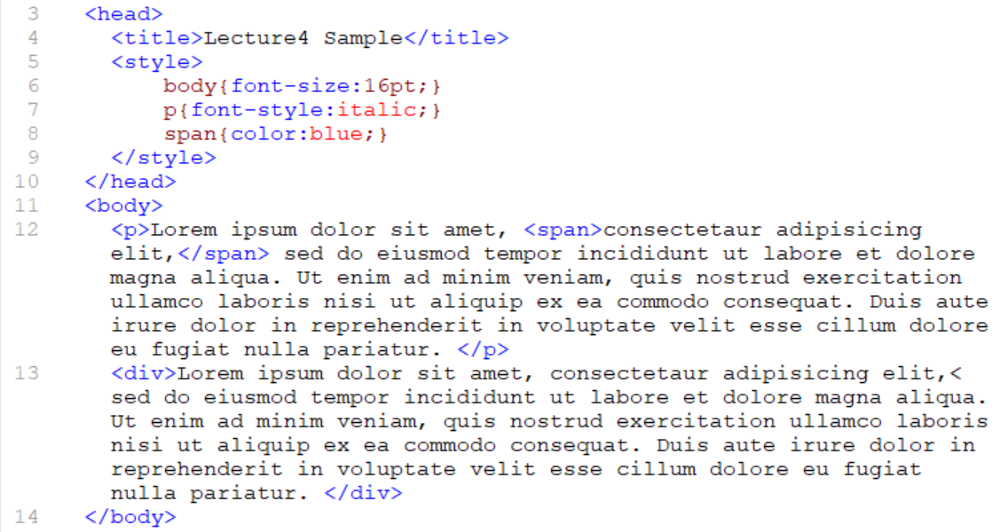 3 <head>
4 <title>Lecture4 Sample</title>
5 <style>
6 body{font-size:16pt;}
7 p{font-style:italic;}
8 span{color:blue;}
9 </style>
10 </head>
11 <body>
12 <p>Lorem ipsum dolor sit amet, <span>consectetaur adipisicing
elit,</span> sed do eiusmod tempor incididunt ut labore et dolore
magna aliqua. Ut enim ad minim veniam, quis nostrud exercitation
ullamco laboris nisi ut aliquip ex ea commodo consequat. Duis aute
irure dolor in reprehenderit in voluptate velit esse cillum dolore
eu fugiat nulla pariatur. </p>
13 <div>Lorem ipsum dolor sit amet, consectetaur adipisicing elit,<
sed do eiusmod tempor incididunt ut labore et dolore magna aliqua.
Ut enim ad minim veniam, quis nostrud exercitation ullamco laboris
nisi ut aliquip ex ea commodo consequat. Duis aute irure dolor in
reprehenderit in voluptate velit esse cillum dolore eu fugiat
nulla pariatur. </div>
14 </body>